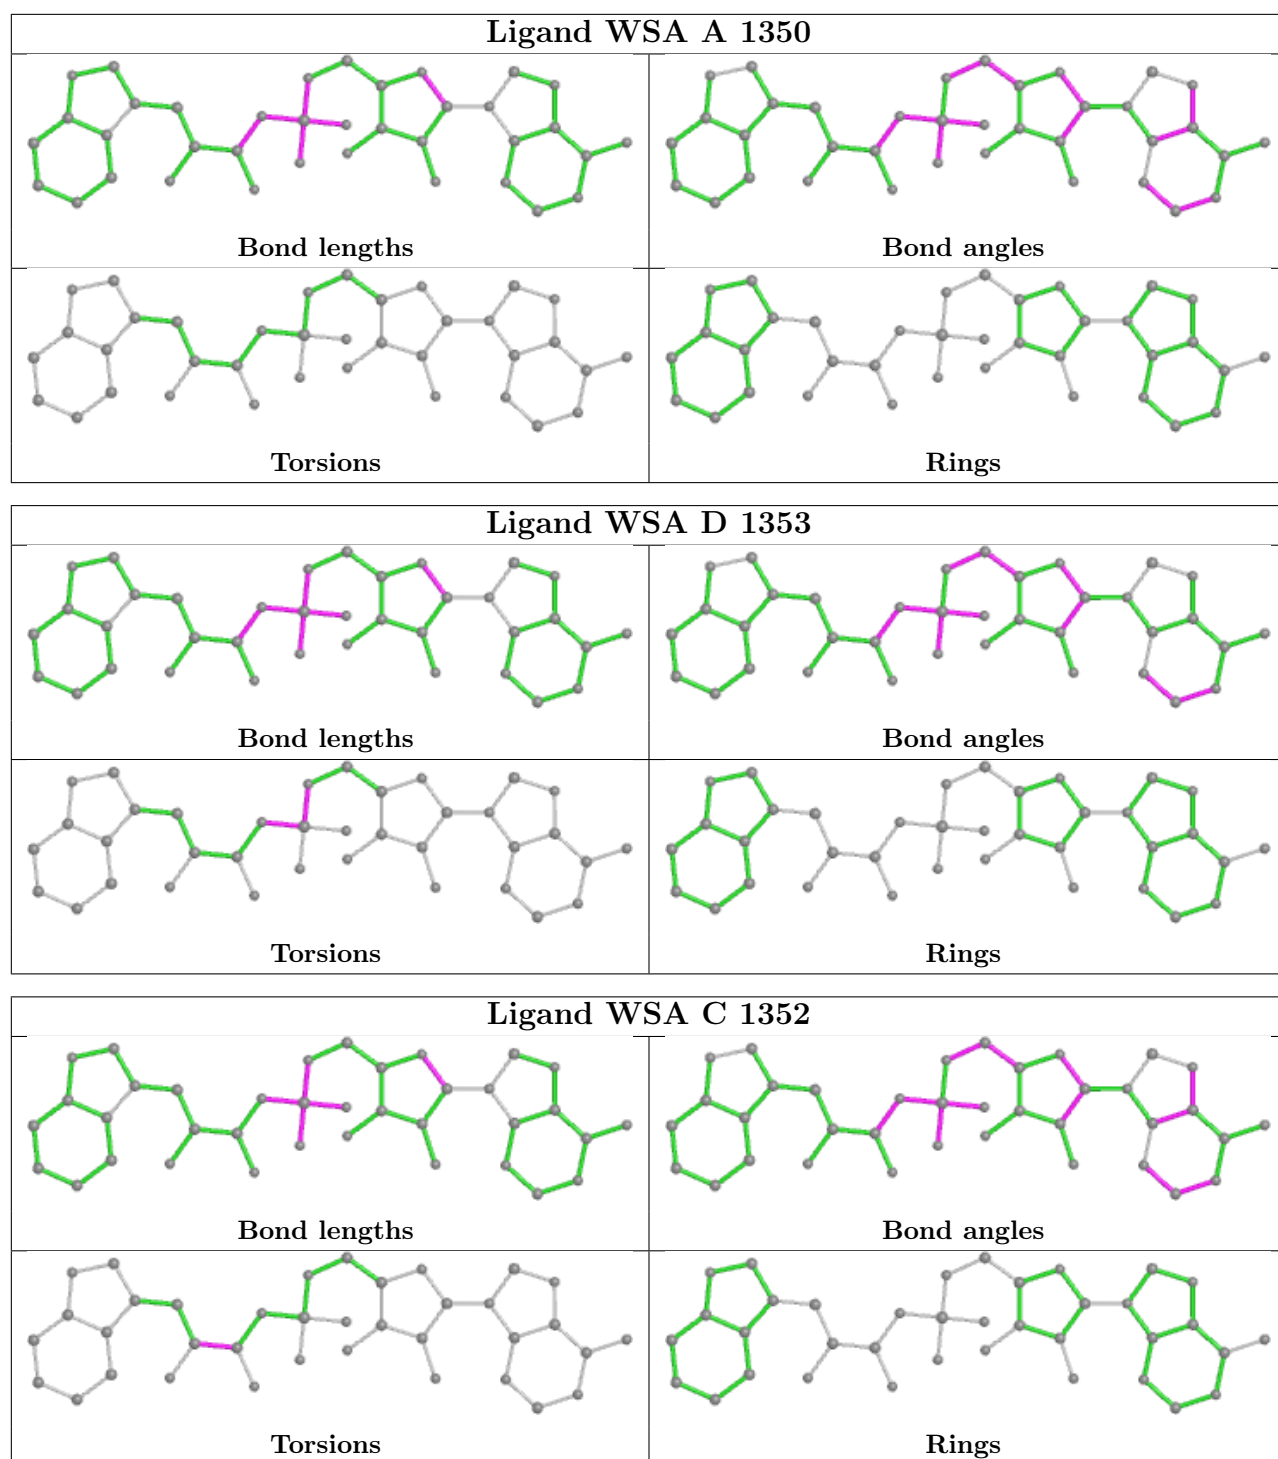 Ligand WSA A 1350
Bond lengths
Bond angles
Torsions
Rings
Ligand WSA D 1353
Bond lengths
Bond angles
Torsions
Rings
Ligand WSA C 1352
Bond lengths
Bond angles
Torsions
Rings